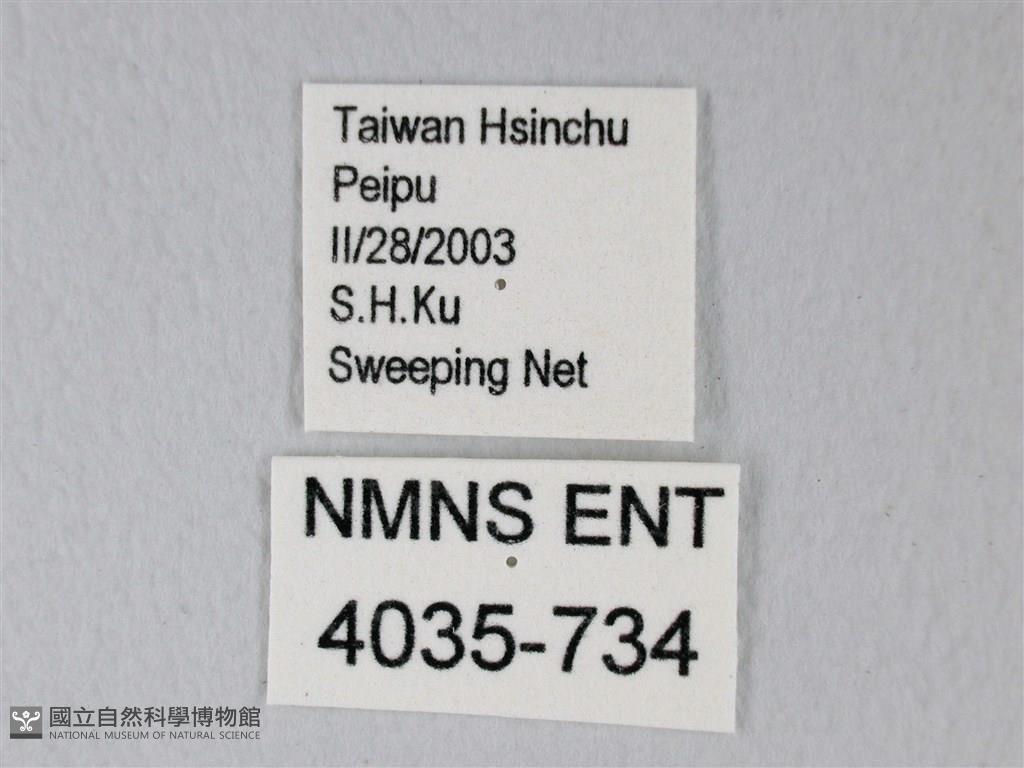 Taiwan Hsinchu
Peipu
II/28/2003
S.H.Ku
Sweeping Net
NMNS ENT
4035-734
國立自然科學博物館
NATIONAL MUSEUM OF NATURAL SCIENCE